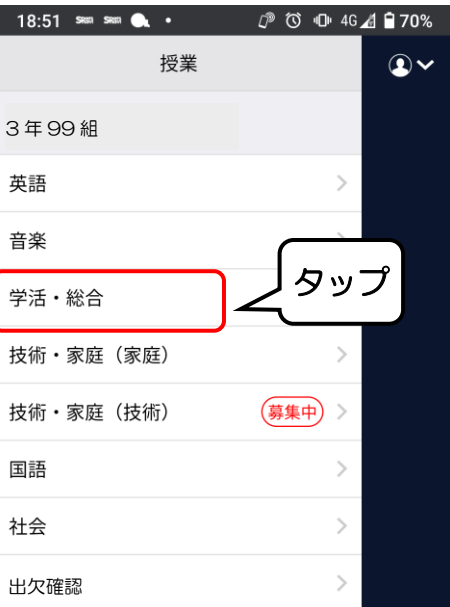 18:51 4G 70%
授業
3年99組
英語
音楽
学活・総合
タップ
技術・家庭（家庭）
技術・家庭（技術） 募集中
国語
社会
出欠確認